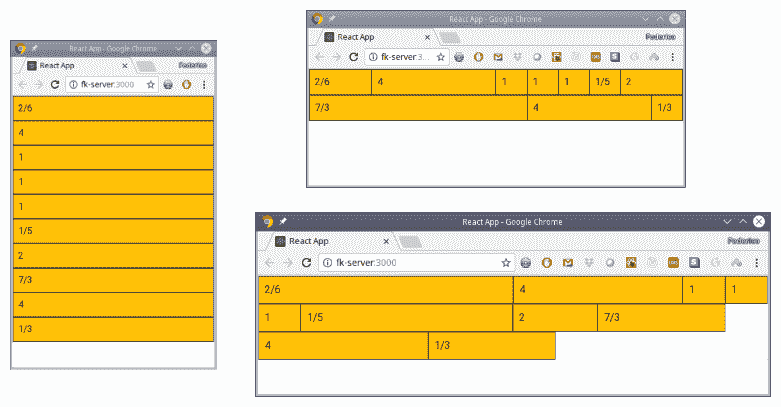 React App - Google Chrome
React App
Federico
fk-server:3000
2/6
4
1
1
1
1/5
2
7/3
4
1/3
React App - Google Chrome
React App
Federico
fk-server:3...
2/6 4 1 1 1 1/5 2
7/3 4 1/3
React App - Google Chrome
React App
Federico
fk-server:3000
2/6 4 1 1
1 1/5 2 7/3
4 1/3